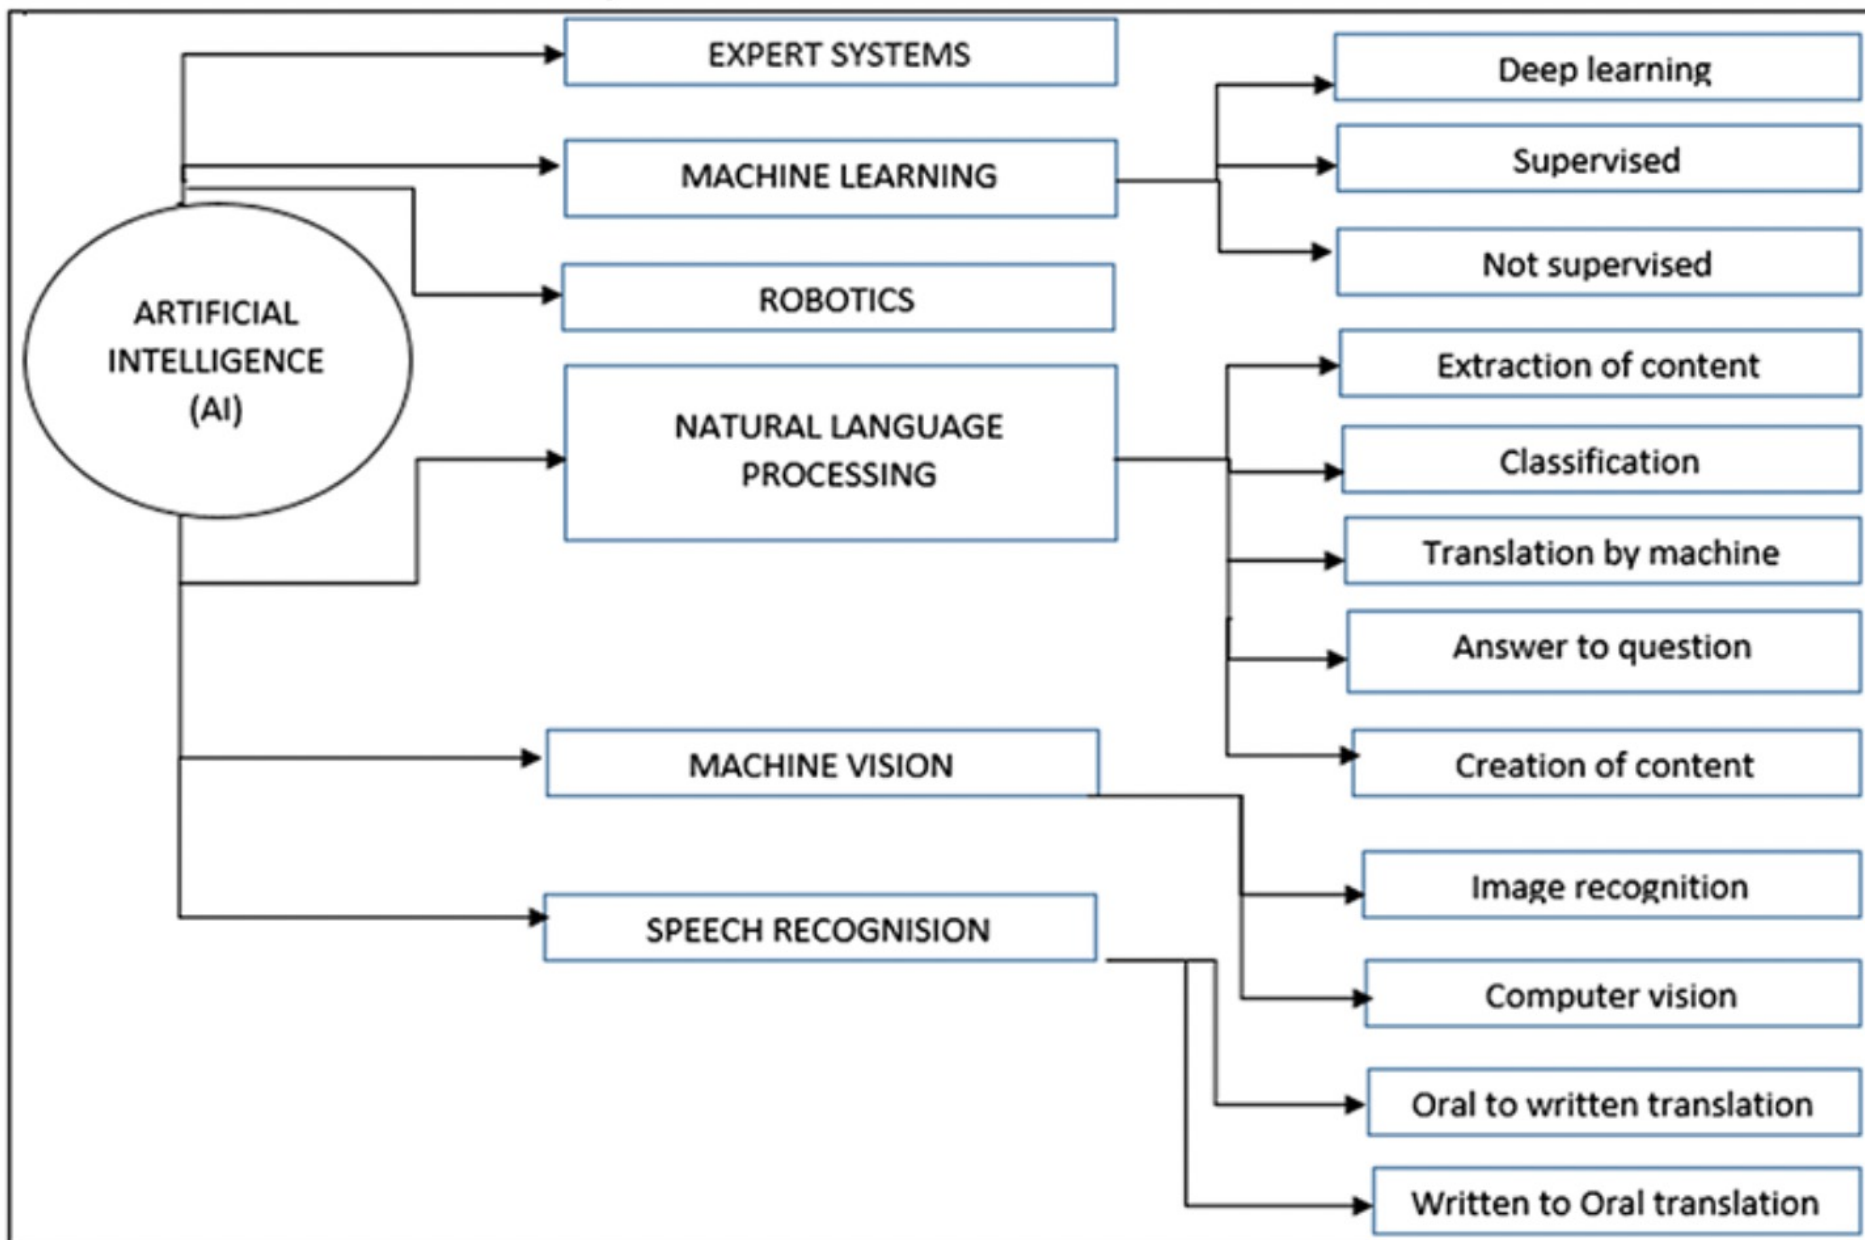 ARTIFICIAL
INTELLIGENCE
(AI)
EXPERT SYSTEMS
MACHINE LEARNING
ROBOTICS
NATURAL LANGUAGE
PROCESSING
MACHINE VISION
SPEECH RECOGNISION
Deep learning
Supervised
Not supervised
Extraction of content
Classification
Translation by machine
Answer to question
Creation of content
Image recognition
Computer vision
Oral to written translation
Written to Oral translation